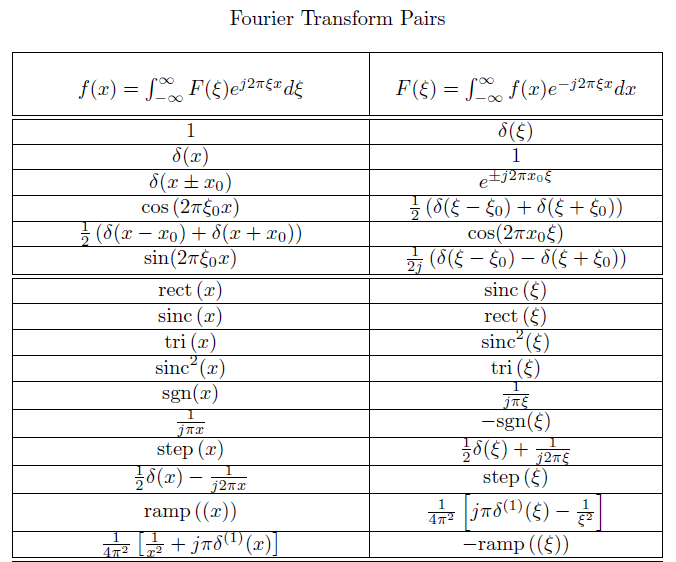 Fourier Transform Pairs
f(x) = ∫_{-∞}^{∞} F(ξ)e^{j2πξx}dξ F(ξ) = ∫_{-∞}^{∞} f(x)e^{-j2πξx}dx
1 δ(ξ)
δ(x) 1
δ(x ± x₀) e^{±j2πx₀ξ}
cos (2πξ₀x) 1/2 (δ(ξ − ξ₀) + δ(ξ + ξ₀))
1/2 (δ(x − x₀) + δ(x + x₀)) cos(2πx₀ξ)
sin(2πξ₀x) 1/2j (δ(ξ − ξ₀) − δ(ξ + ξ₀))
rect (x) sinc (ξ)
sinc (x) rect (ξ)
tri (x) sinc²(ξ)
sinc²(x) tri (ξ)
sgn(x) 1/jπξ
1/jπx −sgn(ξ)
step (x) 1/2 δ(ξ) + 1/j2πξ
1/2 δ(x) − 1/j2πx step (ξ)
ramp ((x)) 1/4π² [jπδ⁽¹⁾(ξ) − 1/ξ²]
1/4π² [1/x² + jπδ⁽¹⁾(x)] −ramp ((ξ))